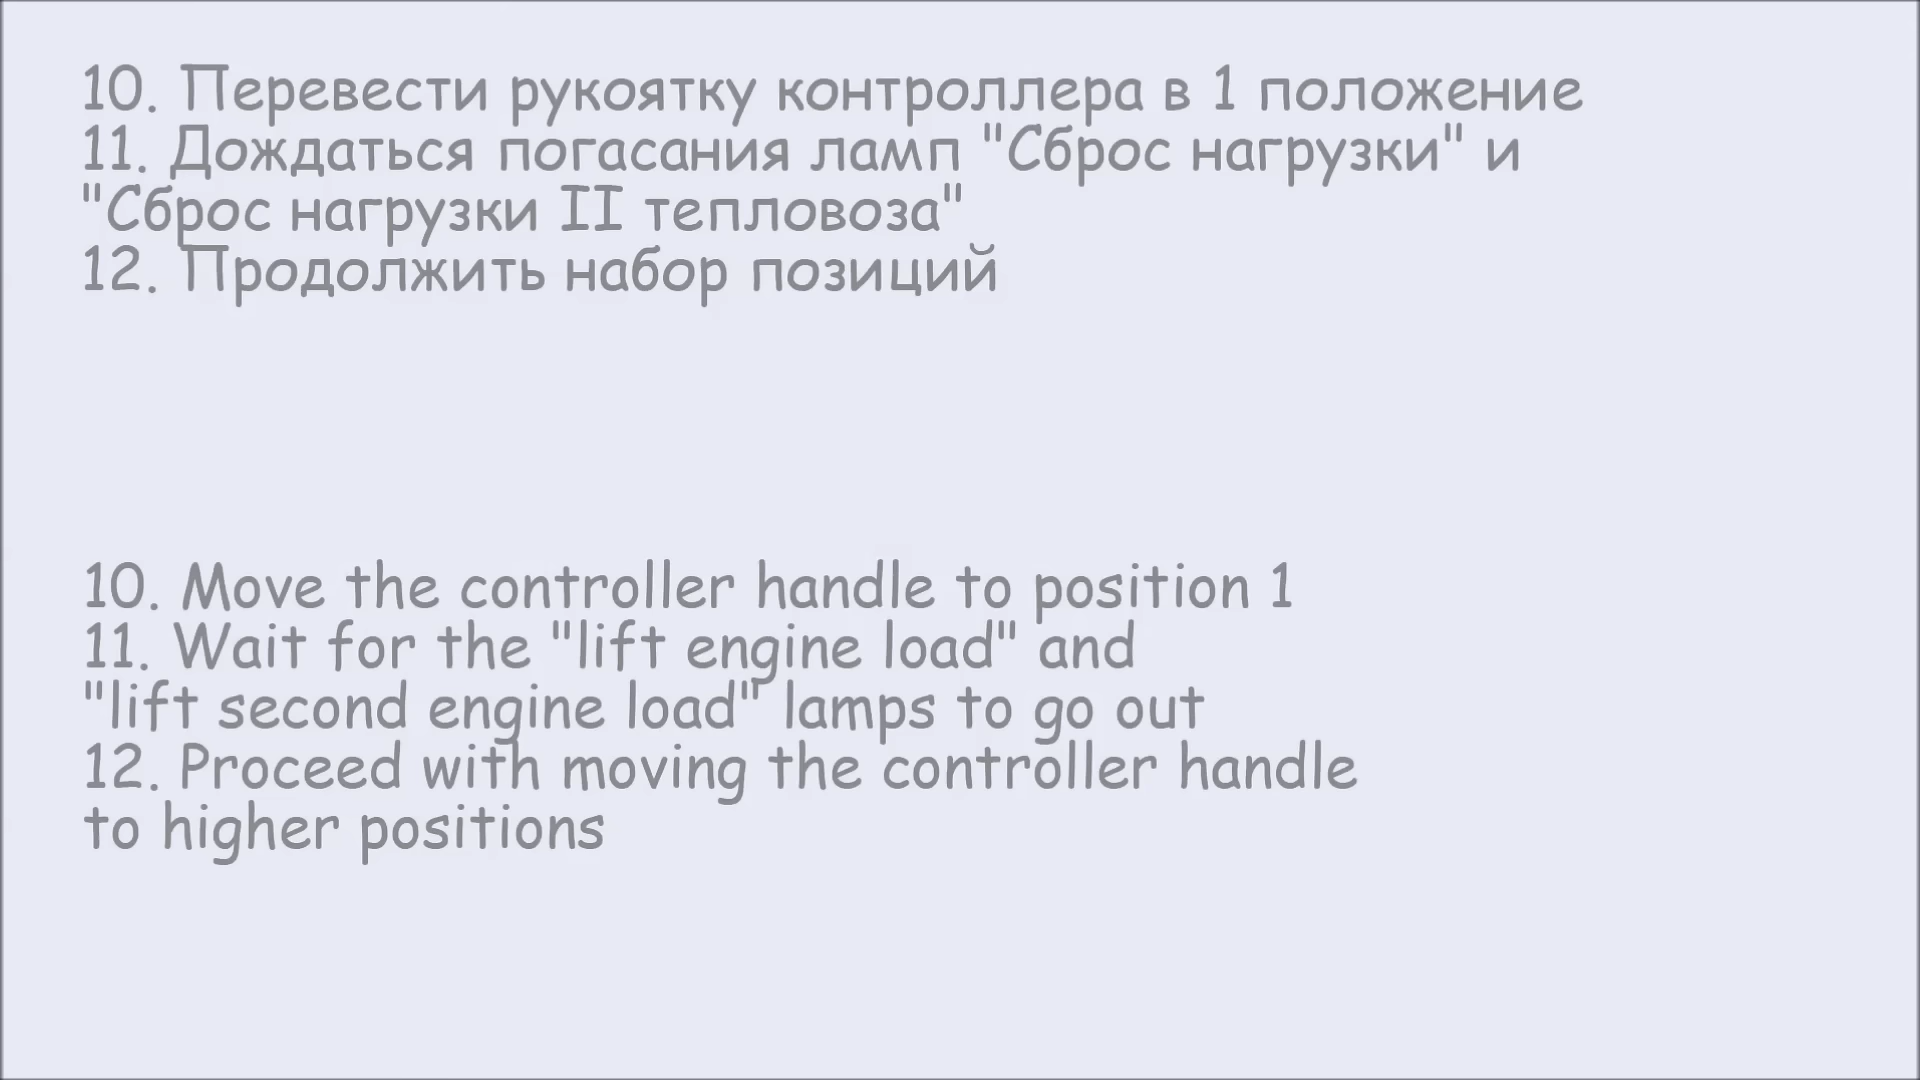 10. Перевести рукоятку контроллера в 1 положение
11. Дождаться погасания ламп "Сброс нагрузки" и
"Сброс нагрузки II тепловоза"
12. Продолжить набор позиций
10. Move the controller handle to position 1
11. Wait for the "lift engine load" and
"lift second engine load" lamps to go out
12. Proceed with moving the controller handle
to higher positions